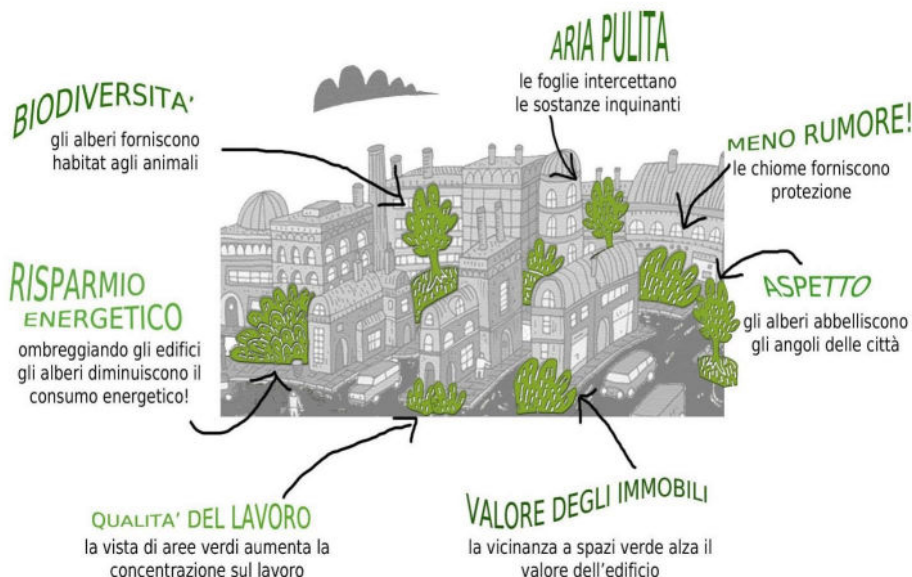 ARIA PULITA
le foglie intercettano
le sostanze inquinanti
BIODIVERSITA'
gli alberi forniscono
habitat agli animali
MENO RUMORE!
le chiome forniscono
protezione
RISPARMIO
ENERGETICO
ombreggiando gli edifici
gli alberi diminuiscono il
consumo energetico!
ASPETTO
gli alberi abbelliscono
gli angoli delle città
QUALITA' DEL LAVORO
la vista di aree verdi aumenta la
concentrazione sul lavoro
VALORE DEGLI IMMOBILI
la vicinanza a spazi verde alza il
valore dell'edificio